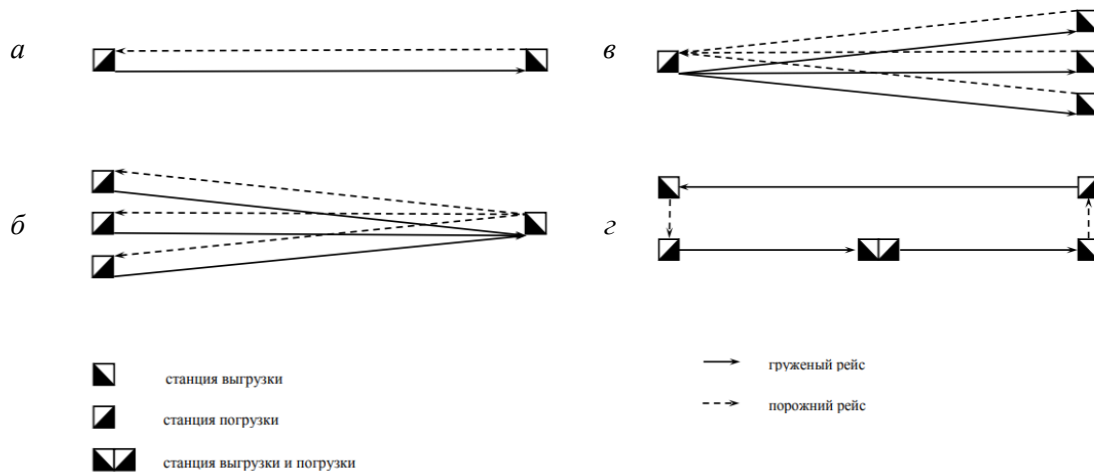 а
в
б
г
станция выгрузки
станция погрузки
станция выгрузки и погрузки
груженый рейс
порожний рейс